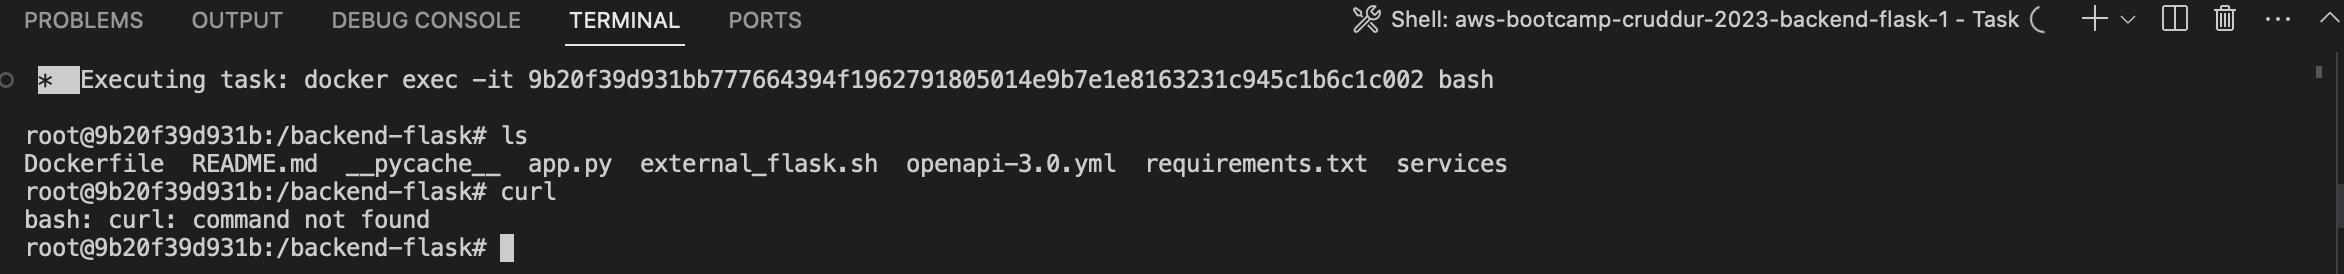 PROBLEMS OUTPUT DEBUG CONSOLE TERMINAL PORTS Shell: aws-bootcamp-cruddur-2023-backend-flask-1 - Task
* Executing task: docker exec -it 9b20f39d931bb777664394f1962791805014e9b7e1e8163231c945c1b6c1c002 bash
root@9b20f39d931b:/backend-flask# ls
Dockerfile README.md __pycache__ app.py external_flask.sh openapi-3.0.yml requirements.txt services
root@9b20f39d931b:/backend-flask# curl
bash: curl: command not found
root@9b20f39d931b:/backend-flask#